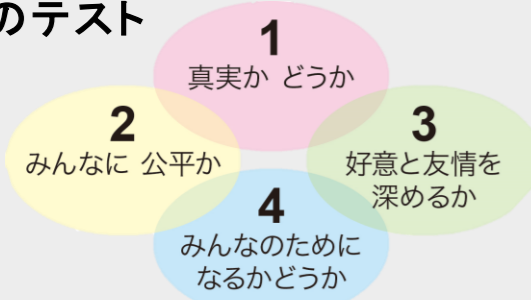 のテスト
1
真実か どうか
2
みんなに 公平か
3
好意と友情を
深めるか
4
みんなのために
なるかどうか